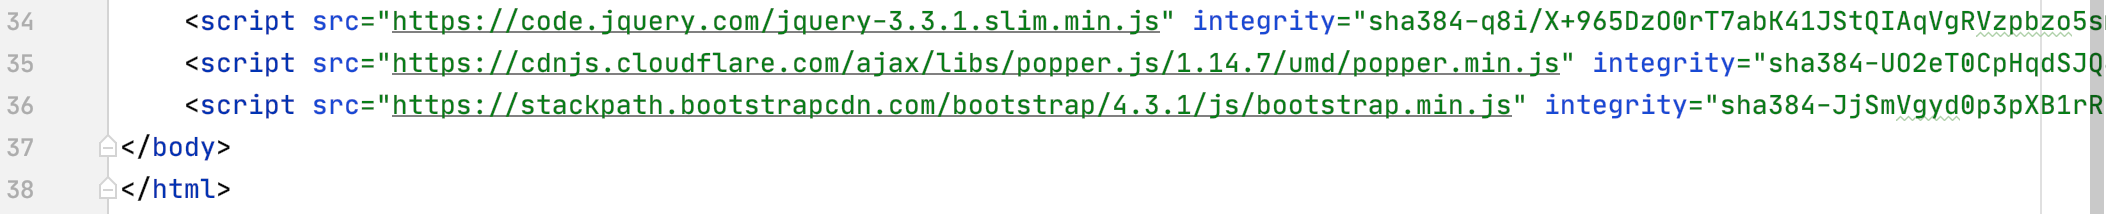 34 <script src="https://code.jquery.com/jquery-3.3.1.slim.min.js" integrity="sha384-q8i/X+965DzO0rT7abK41JStQIAqVgRVzpbzo5s
35 <script src="https://cdnjs.cloudflare.com/ajax/libs/popper.js/1.14.7/umd/popper.min.js" integrity="sha384-UO2eT0CpHqdSJQ
36 <script src="https://stackpath.bootstrapcdn.com/bootstrap/4.3.1/js/bootstrap.min.js" integrity="sha384-JjSmVgyd0p3pXB1rR
37 </body>
38 </html>